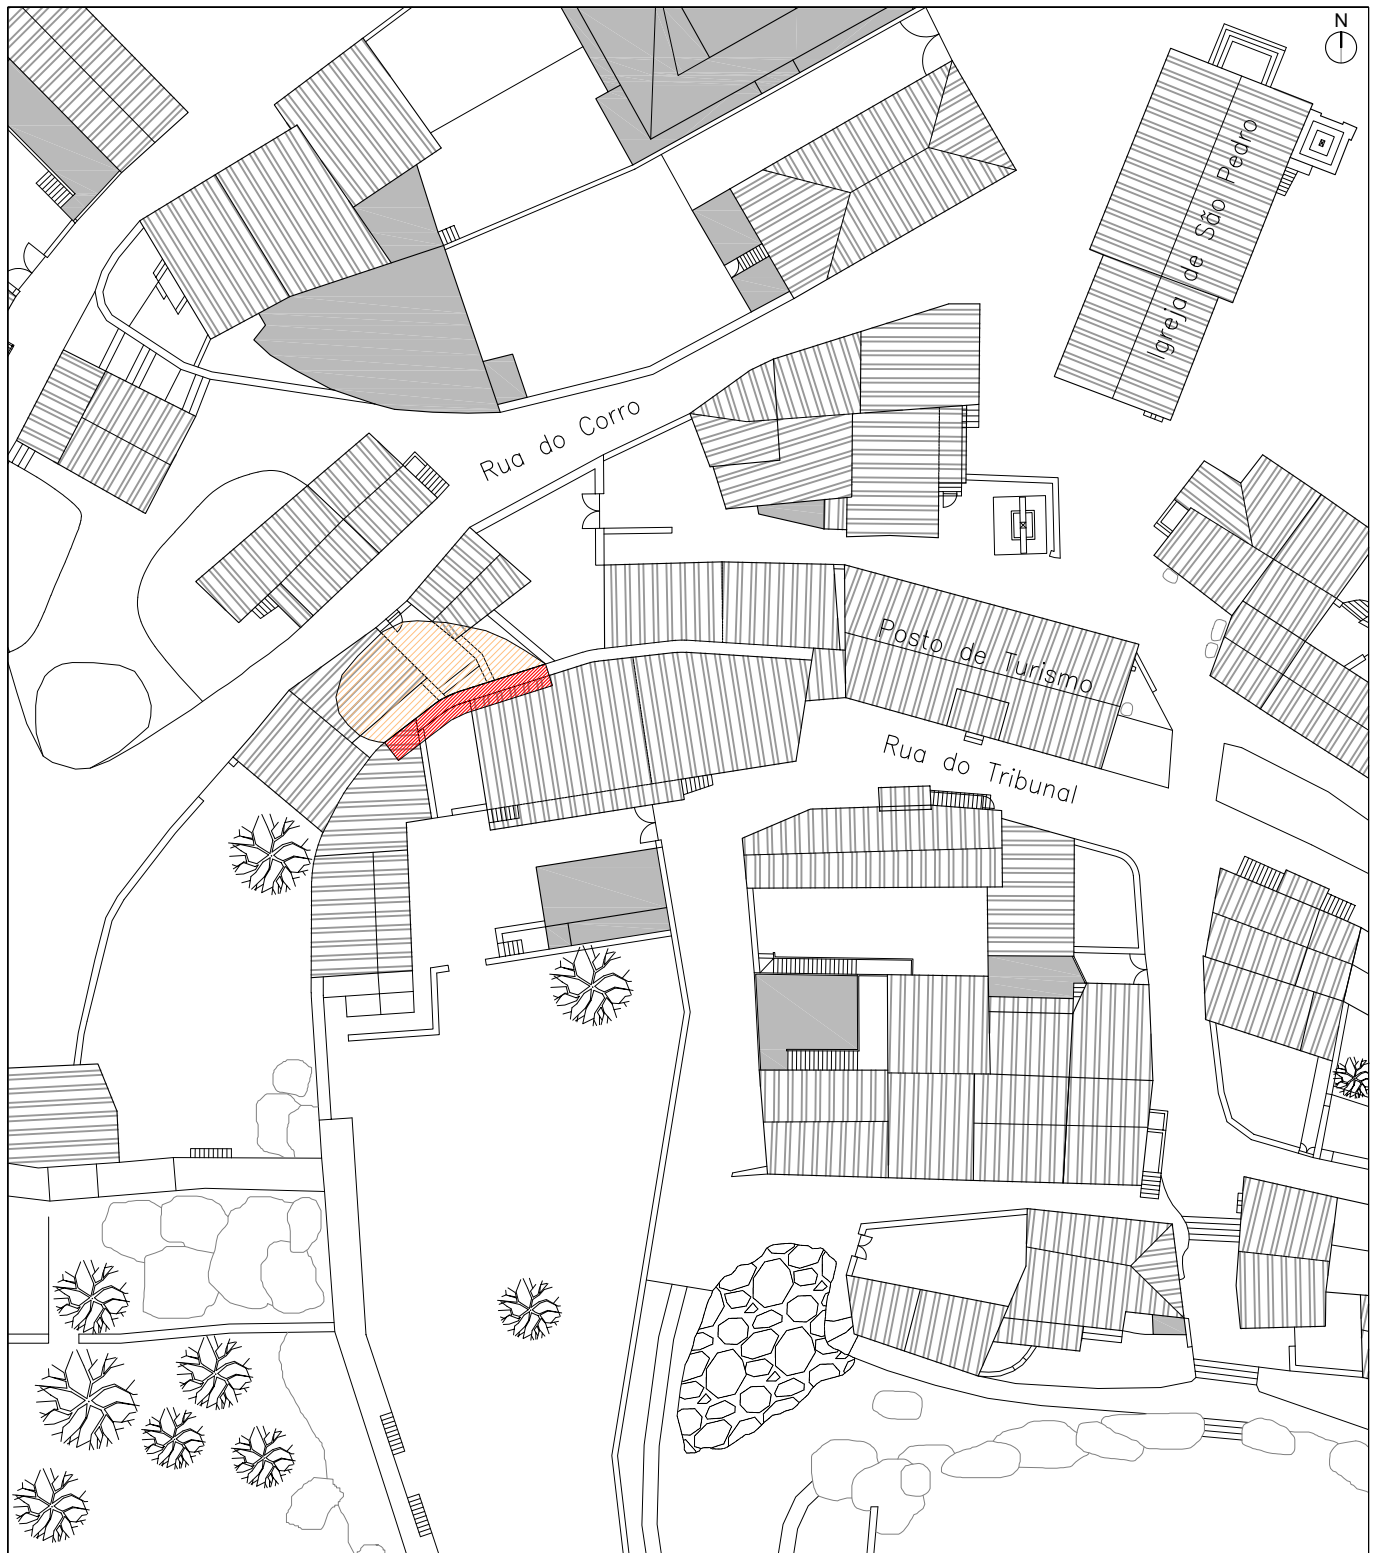 N
Igreja de São Pedro
Rua do Corro
Posto de Turismo
Rua do Tribunal